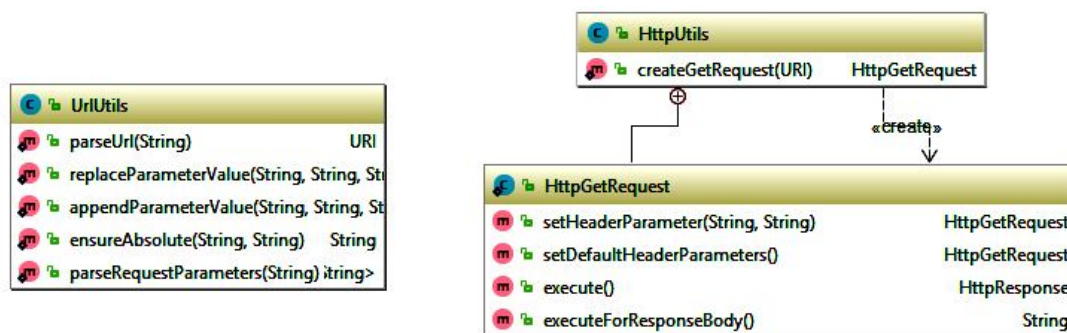 HttpUtils
createGetRequest(URI) HttpGetRequest
«create»
UrlUtils
parseUrl(String) URI
replaceParameterValue(String, String, St
appendParameterValue(String, String, St
ensureAbsolute(String, String) String
parseRequestParameters(String) String>
HttpGetRequest
setHeaderParameter(String, String) HttpGetRequest
setDefaultHeaderParameters() HttpGetRequest
execute() HttpResponse
executeForResponseBody() String